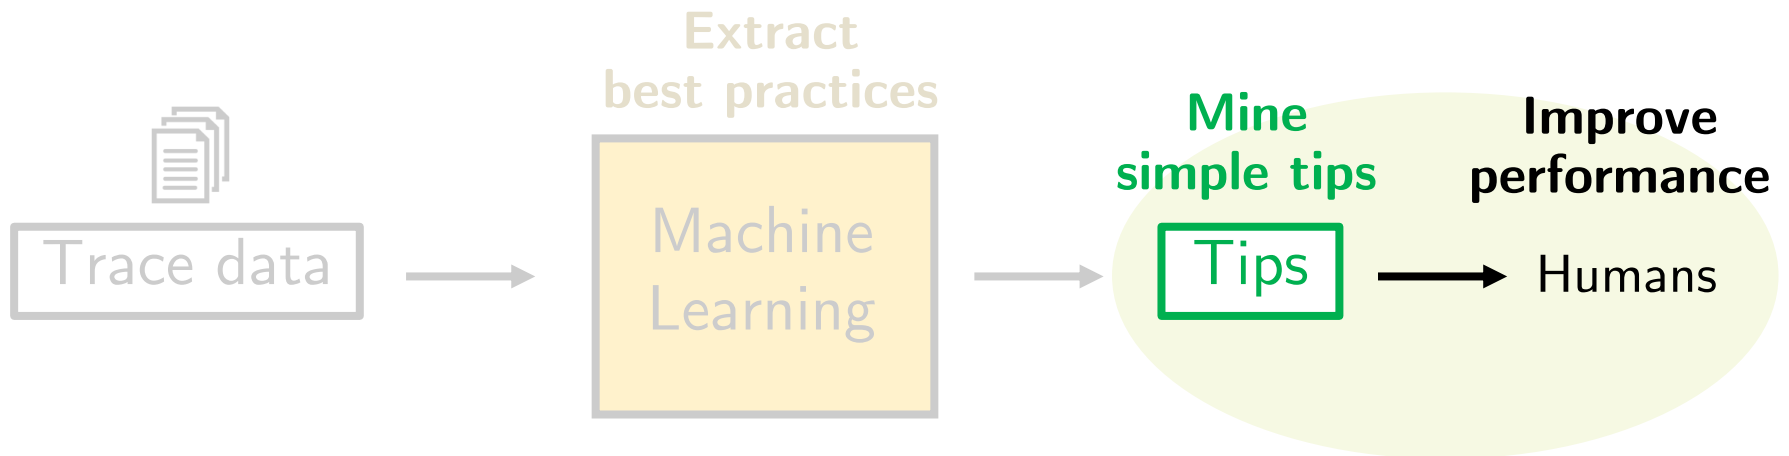 Extract
best practices
Mine
simple tips
Improve
performance
Trace data
Machine
Learning
Tips
Humans